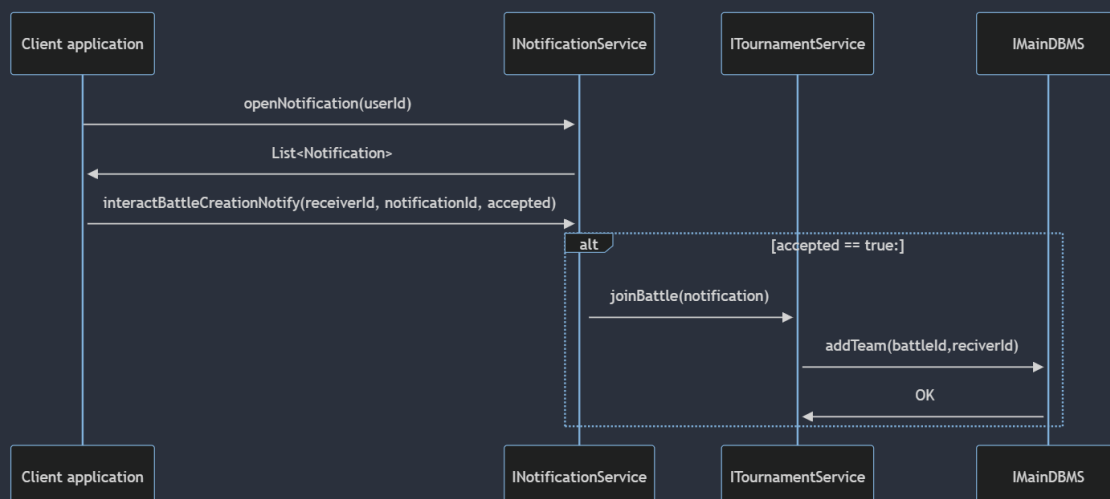 Client application
INotificationService
ITournamentService
IMainDBMS
openNotification(userId)
List<Notification>
interactBattleCreationNotify(receiverId, notificationId, accepted)
alt
[accepted == true:]
joinBattle(notification)
addTeam(battleId,reciverId)
OK
Client application
INotificationService
ITournamentService
IMainDBMS